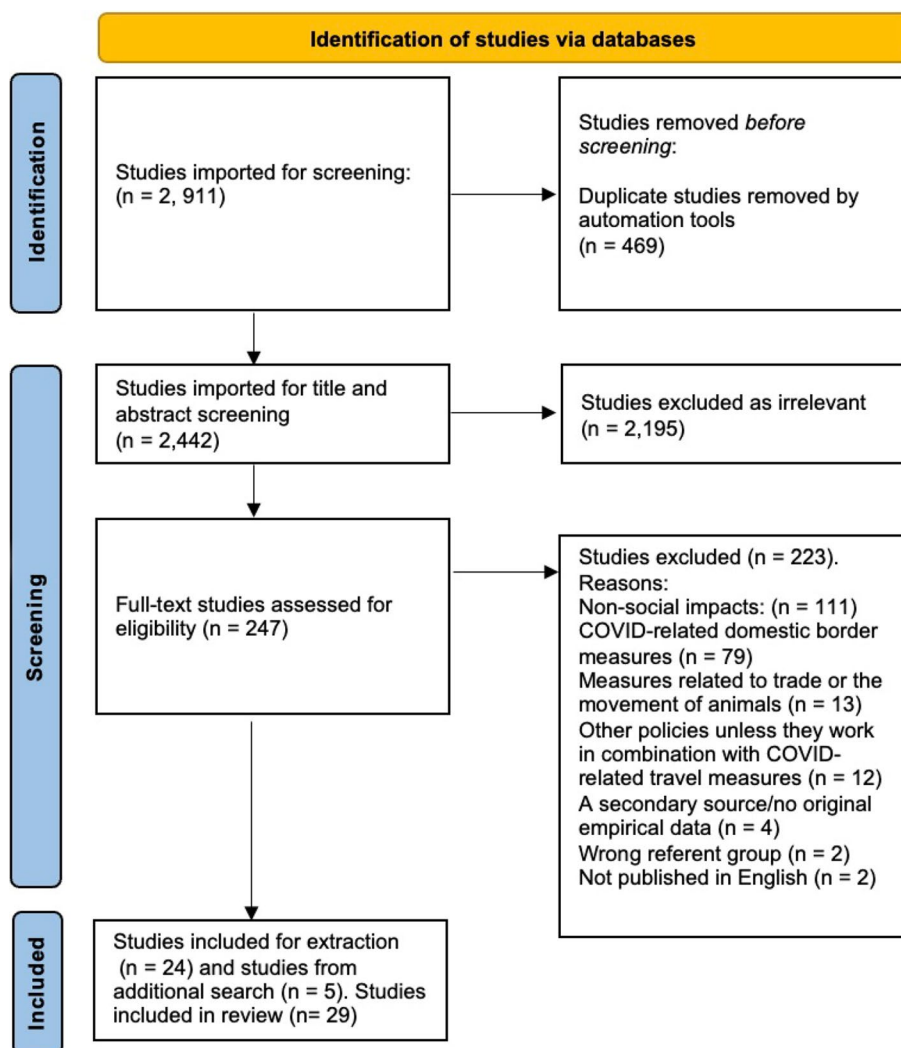 Identification of studies via databases
Identification
Studies imported for screening:
(n = 2, 911)
Studies removed before
screening:
Duplicate studies removed by
automation tools
(n = 469)
Screening
Studies imported for title and
abstract screening
(n = 2,442)
Studies excluded as irrelevant
(n = 2,195)
Full-text studies assessed for
eligibility (n = 247)
Studies excluded (n = 223).
Reasons:
Non-social impacts: (n = 111)
COVID-related domestic border
measures (n = 79)
Measures related to trade or the
movement of animals (n = 13)
Other policies unless they work
in combination with COVID-
related travel measures (n = 12)
A secondary source/no original
empirical data (n = 4)
Wrong referent group (n = 2)
Not published in English (n = 2)
Included
Studies included for extraction
(n = 24) and studies from
additional search (n = 5). Studies
included in review (n= 29)